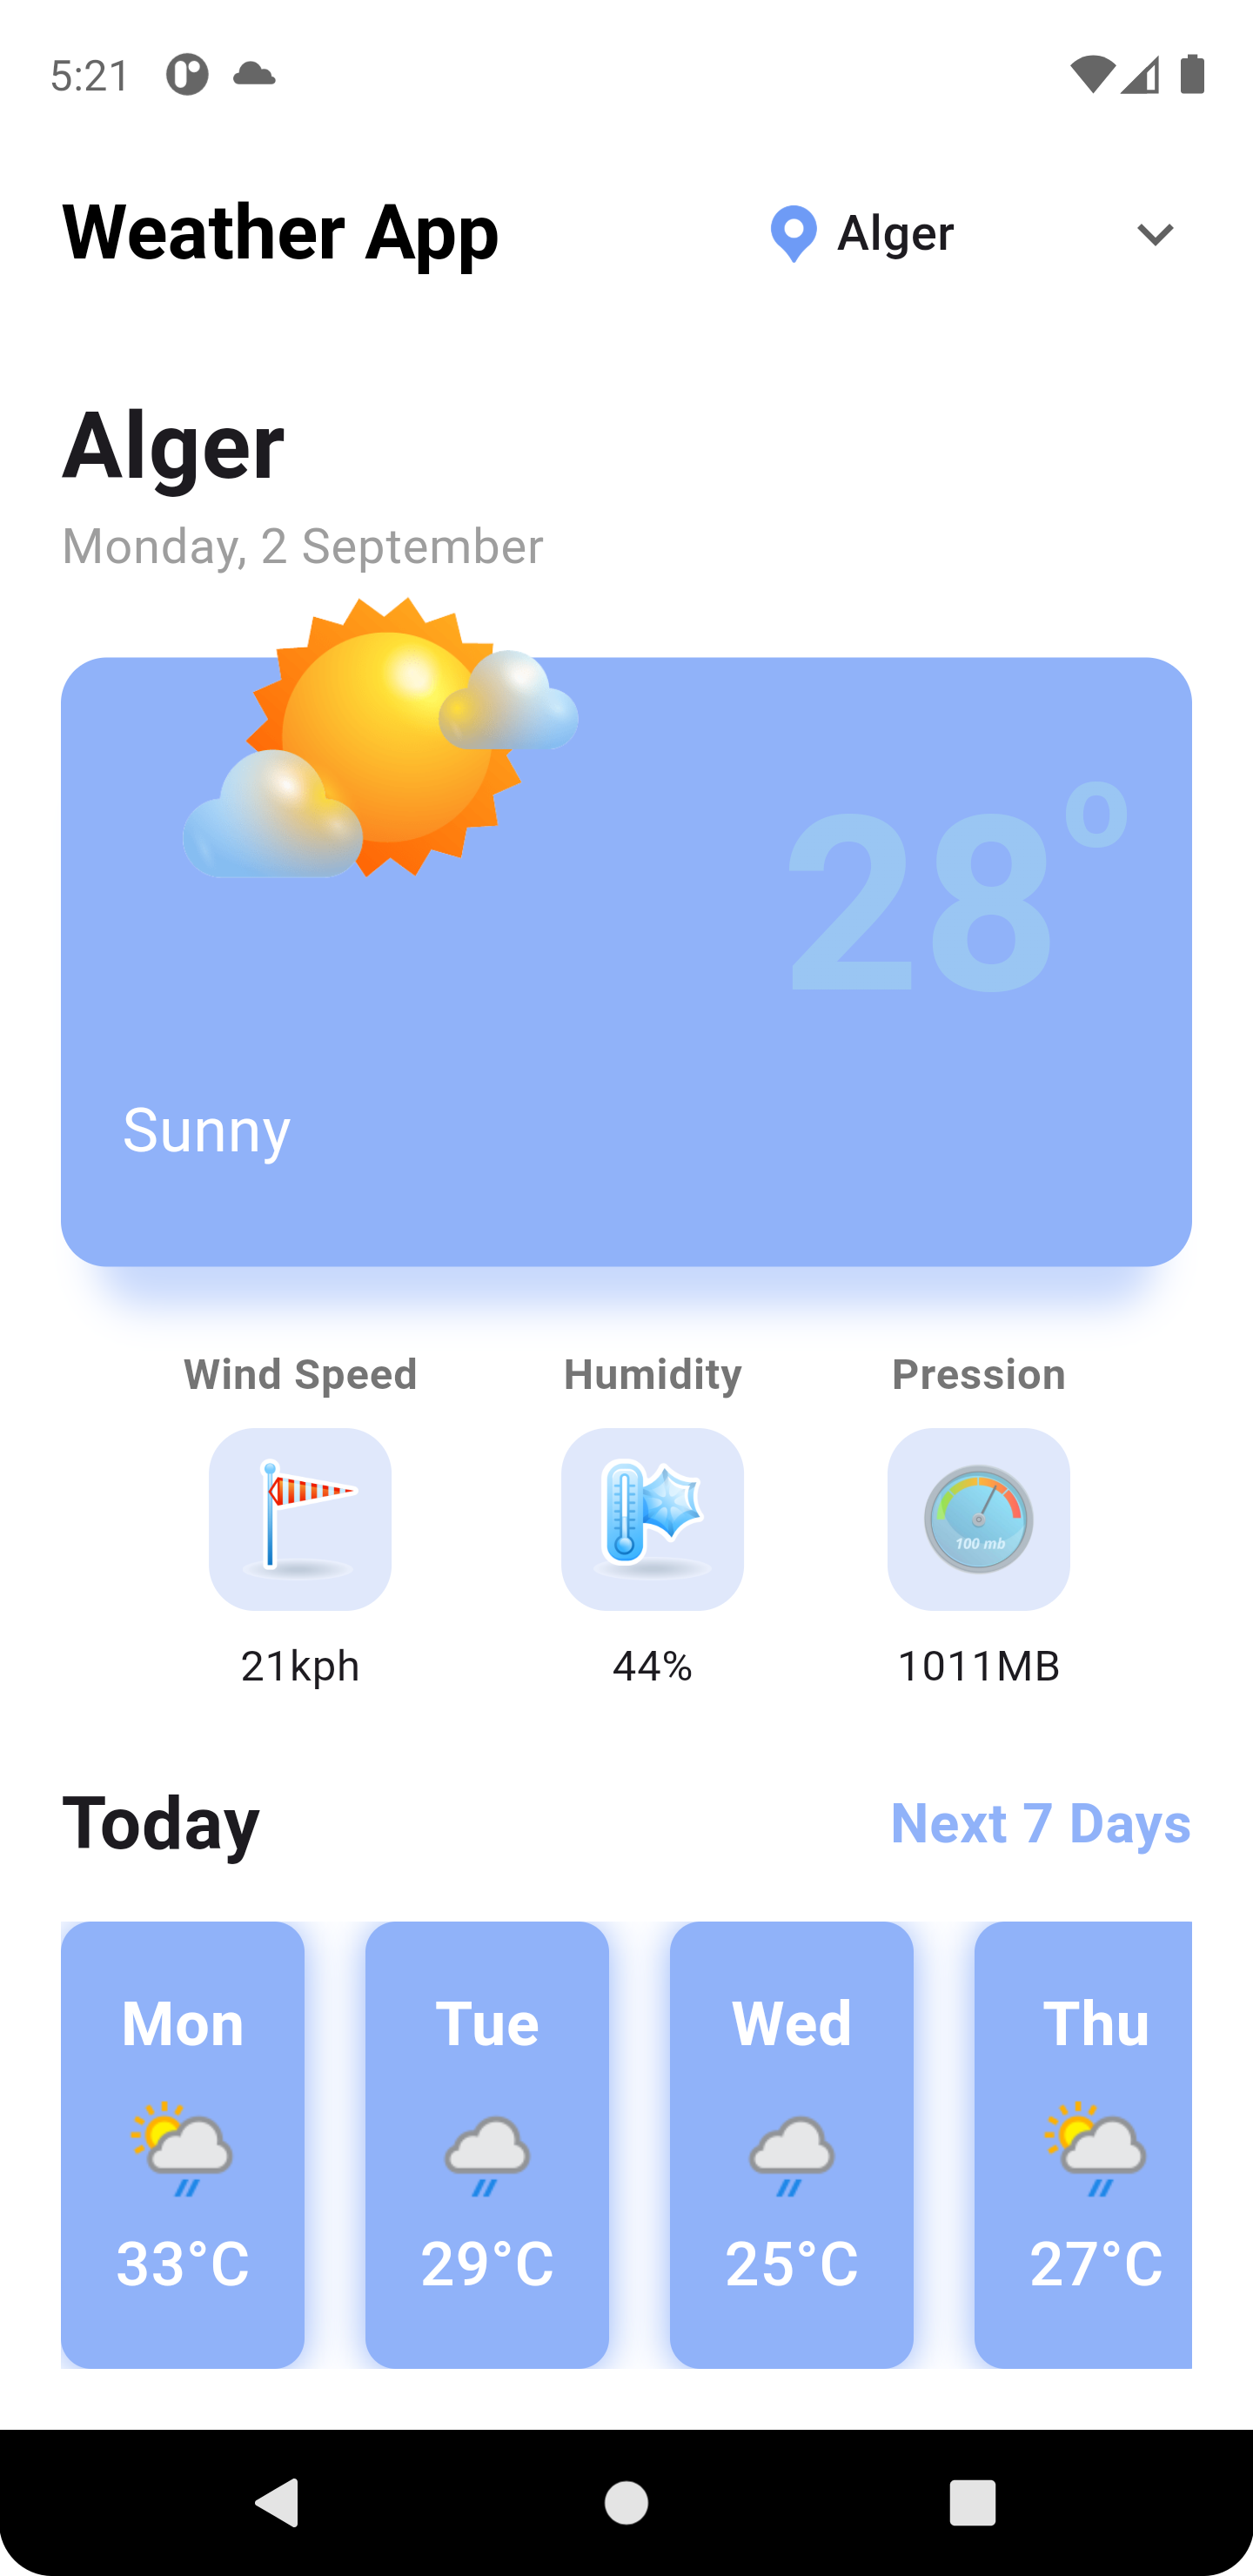 5:21
Weather App
Alger
Alger
Monday, 2 September
28°
Sunny
Wind Speed Humidity Pression
100 mb
21kph 44% 1011MB
Today Next 7 Days
Mon Tue Wed Thu
33°C 29°C 25°C 27°C